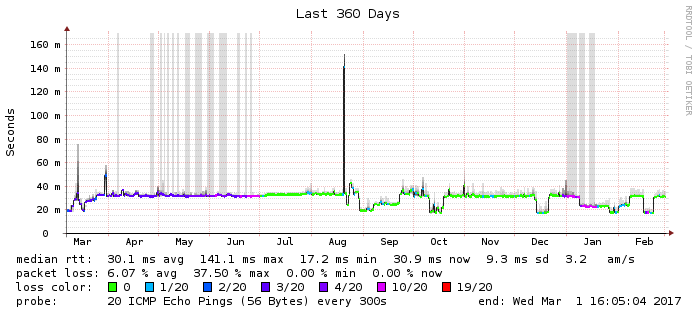 Last 360 Days
RRDTOOL / TOBI OETIKER
Seconds
160 m
140 m
120 m
100 m
80 m
60 m
40 m
20 m
0
Mar Apr May Jun Jul Aug Sep Oct Nov Dec Jan Feb
median rtt: 30.1 ms avg 141.1 ms max 17.2 ms min 30.9 ms now 9.3 ms sd 3.2 am/s
packet loss: 6.07 % avg 37.50 % max 0.00 % min 0.00 % now
loss color: 0 1/20 2/20 3/20 4/20 10/20 19/20
probe: 20 ICMP Echo Pings (56 Bytes) every 300s end: Wed Mar 1 16:05:04 2017